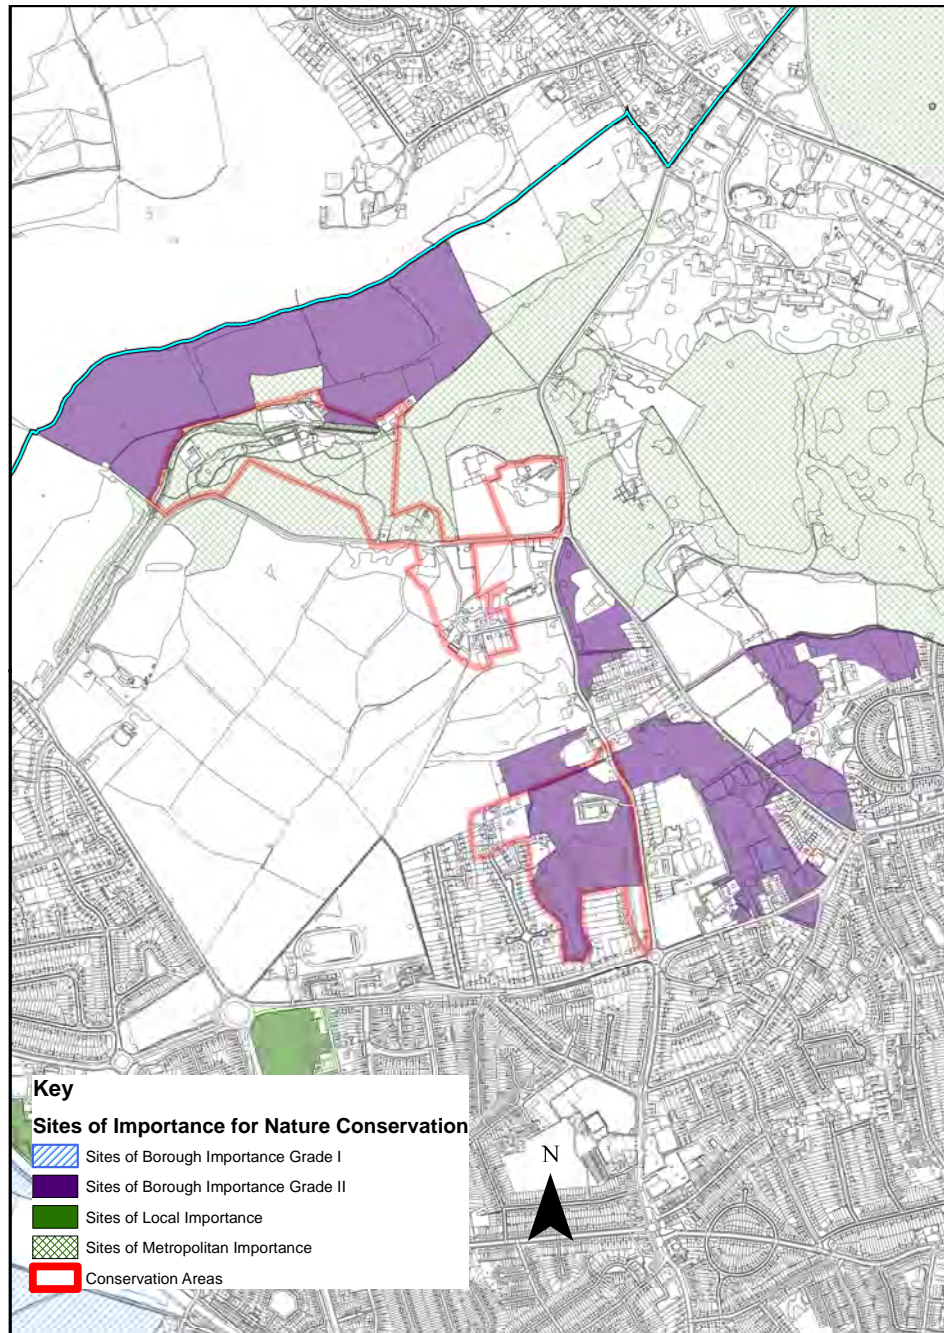 Key
Sites of Importance for Nature Conservation
Sites of Borough Importance Grade I
Sites of Borough Importance Grade II
Sites of Local Importance
Sites of Metropolitan Importance
Conservation Areas
N